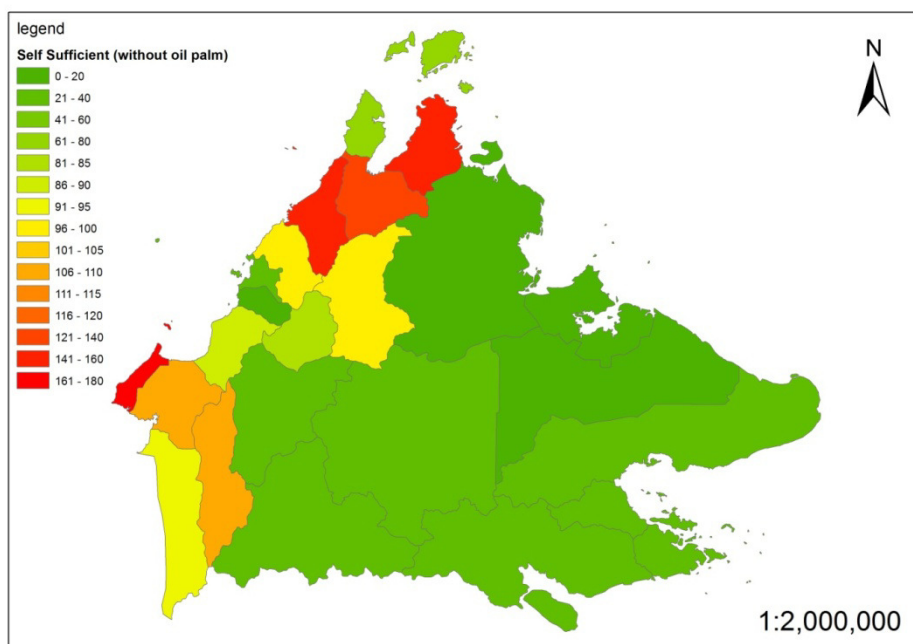 legend
Self Sufficient (without oil palm)
0 - 20
21 - 40
41 - 60
61 - 80
81 - 85
86 - 90
91 - 95
96 - 100
101 - 105
106 - 110
111 - 115
116 - 120
121 - 140
141 - 160
161 - 180
N
1:2,000,000